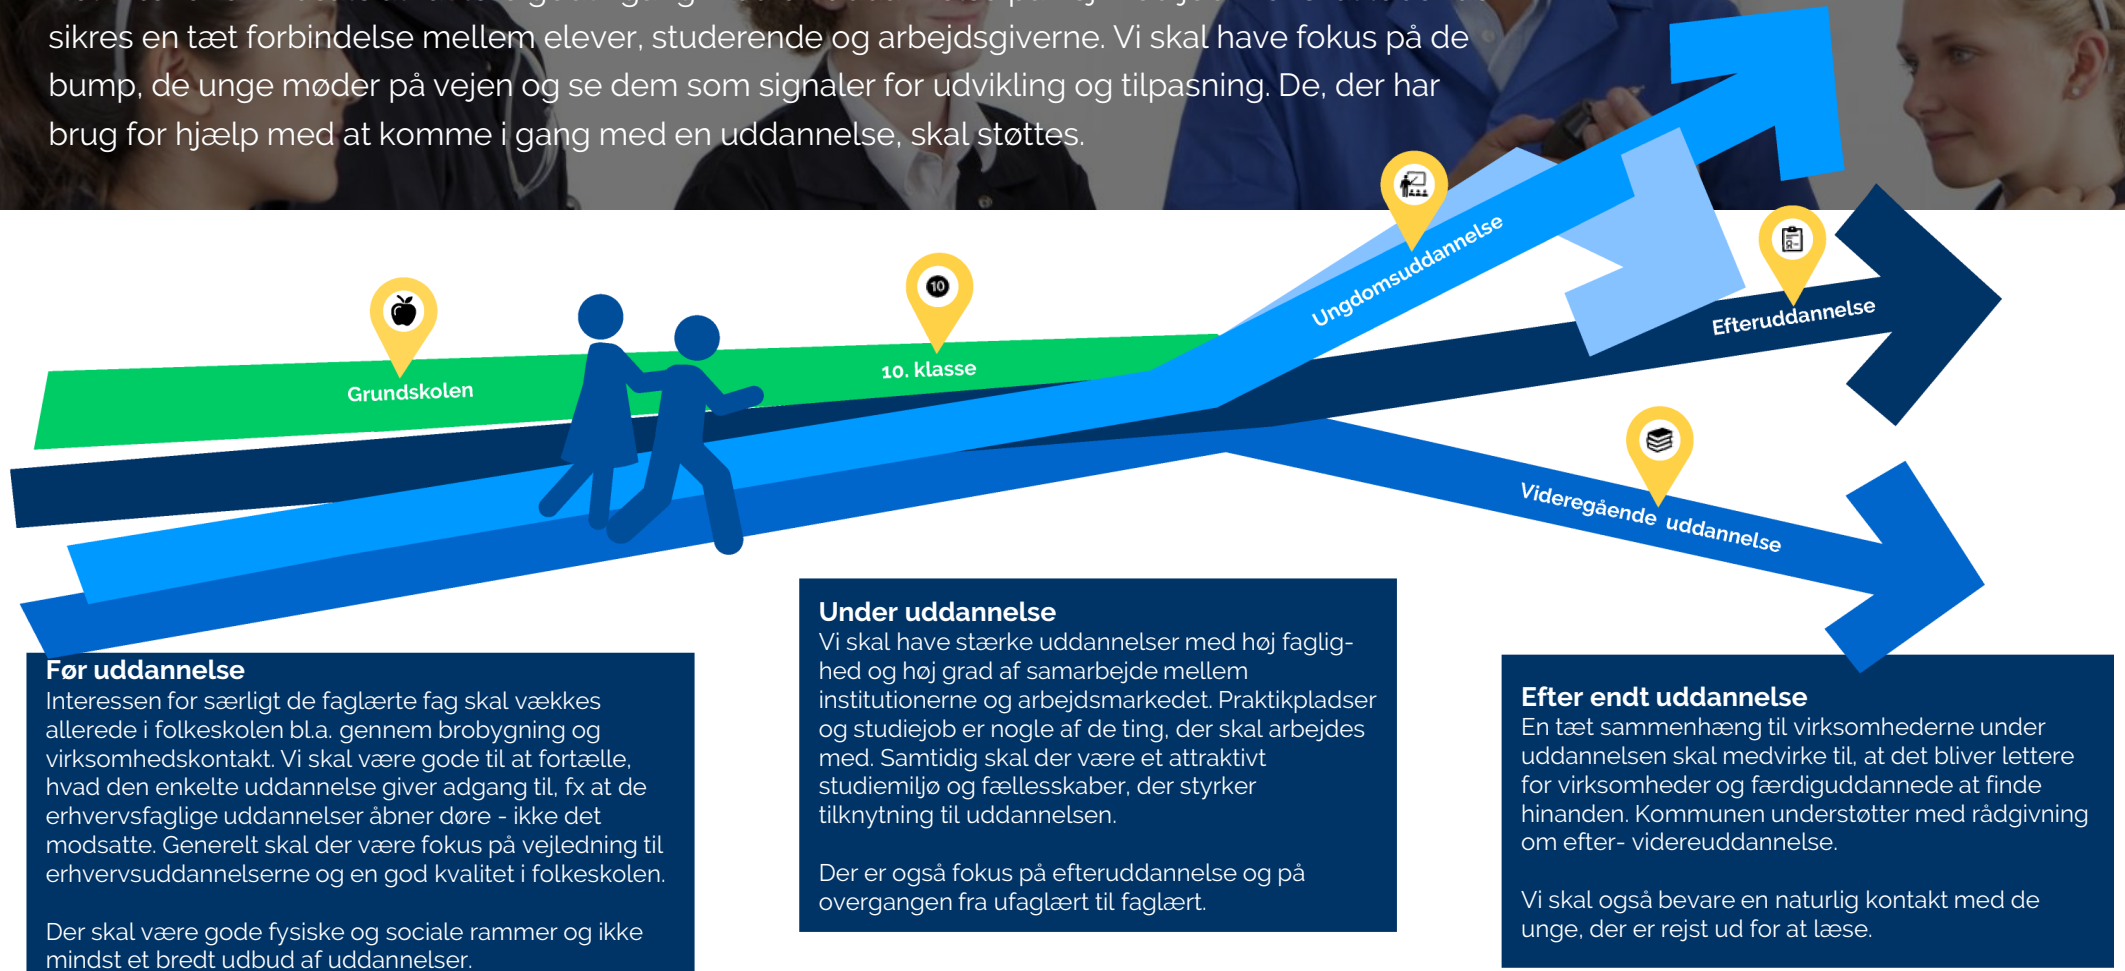 sikres en tæt forbindelse mellem elever, studerende og arbejdsgiverne. Vi skal have fokus på de
bump, de unge møder på vejen og se dem som signaler for udvikling og tilpasning. De, der har
brug for hjælp med at komme i gang med en uddannelse, skal støttes.
Ungdomsuddannelse
Efteruddannelse
10
10. klasse
Grundskolen
Videregående uddannelse
Før uddannelse
Interessen for særligt de faglærte fag skal vækkes
allerede i folkeskolen bl.a. gennem brobygning og
virksomhedskontakt. Vi skal være gode til at fortælle,
hvad den enkelte uddannelse giver adgang til, fx at de
erhvervsfaglige uddannelser åbner døre - ikke det
modsatte. Generelt skal der være fokus på vejledning til
erhvervsuddannelserne og en god kvalitet i folkeskolen.
Der skal være gode fysiske og sociale rammer og ikke
mindst et bredt udbud af uddannelser.
Under uddannelse
Vi skal have stærke uddannelser med høj faglig-
hed og høj grad af samarbejde mellem
institutionerne og arbejdsmarkedet. Praktikpladser
og studiejob er nogle af de ting, der skal arbejdes
med. Samtidig skal der være et attraktivt
studiemiljø og fællesskaber, der styrker
tilknytning til uddannelsen.
Der er også fokus på efteruddannelse og på
overgangen fra ufaglært til faglært.
Efter endt uddannelse
En tæt sammenhæng til virksomhederne under
uddannelsen skal medvirke til, at det bliver lettere
for virksomheder og færdiguddannede at finde
hinanden. Kommunen understøtter med rådgivning
om efter- videreuddannelse.
Vi skal også bevare en naturlig kontakt med de
unge, der er rejst ud for at læse.